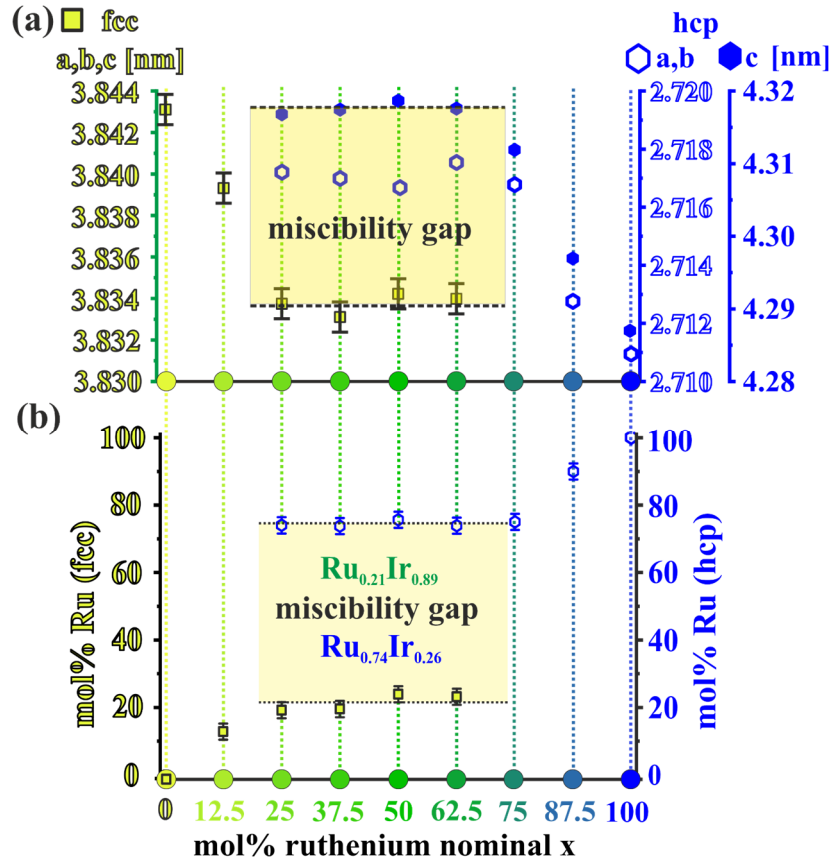 (a) fcc hcp
a,b,c [nm] a,b c [nm]
3.844 2.720 4.32
3.842
3.840 2.718 4.31
3.838 2.716
miscibility gap 4.30
3.836 2.714
3.834 4.29
3.832 2.712
3.830 2.710 4.28
(b)
100 100
80 80
60 60
Ru0.21Ir0.89
miscibility gap
40 40
Ru0.74Ir0.26
20 20
0 0
mol% Ru (fcc)
mol% Ru (hcp)
0 12.5 25 37.5 50 62.5 75 87.5 100
mol% ruthenium nominal x